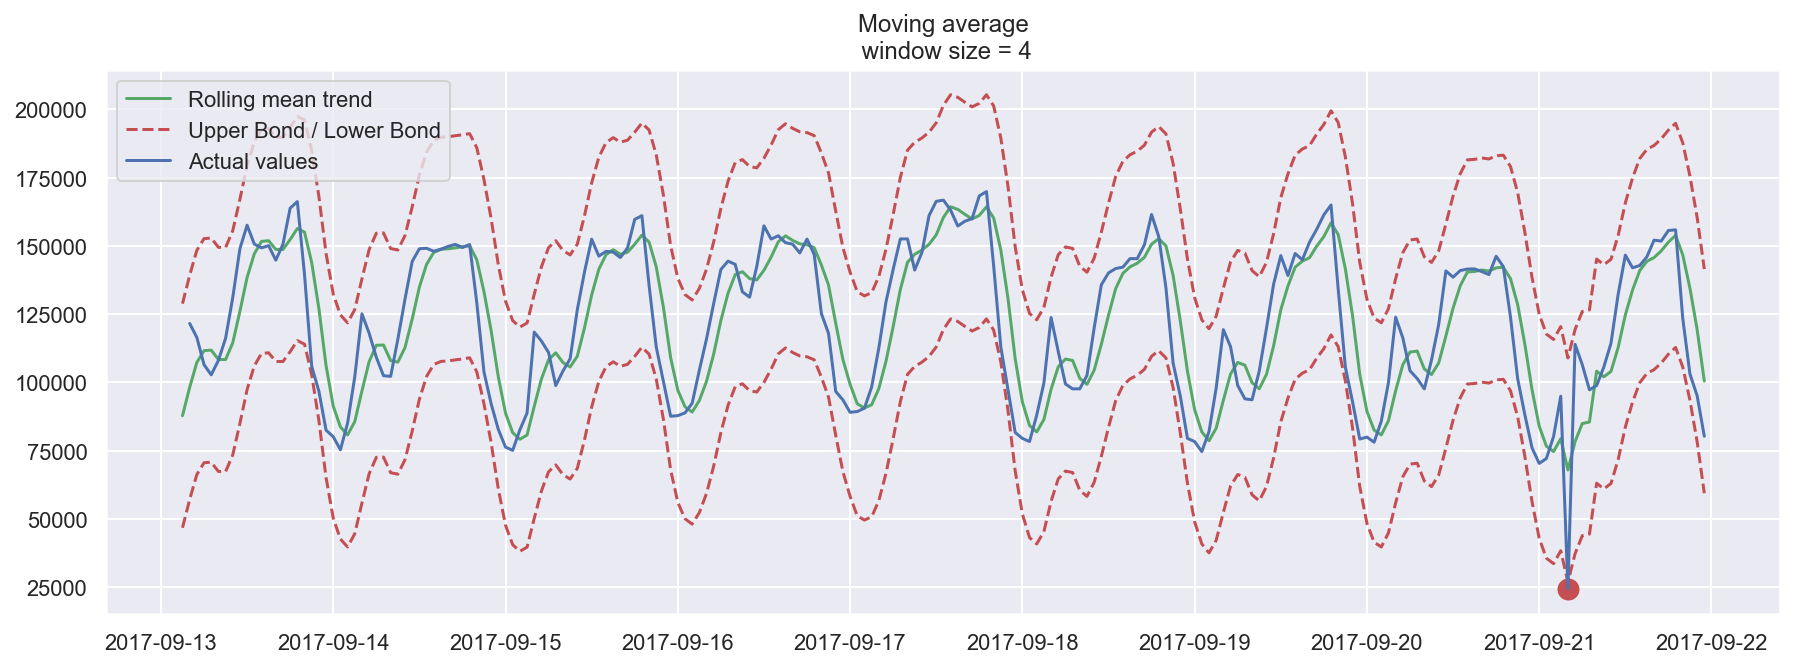 Moving average
window size = 4
Rolling mean trend
Upper Bond / Lower Bond
Actual values
200000
175000
150000
125000
100000
75000
50000
25000
2017-09-13 2017-09-14 2017-09-15 2017-09-16 2017-09-17 2017-09-18 2017-09-19 2017-09-20 2017-09-21 2017-09-22